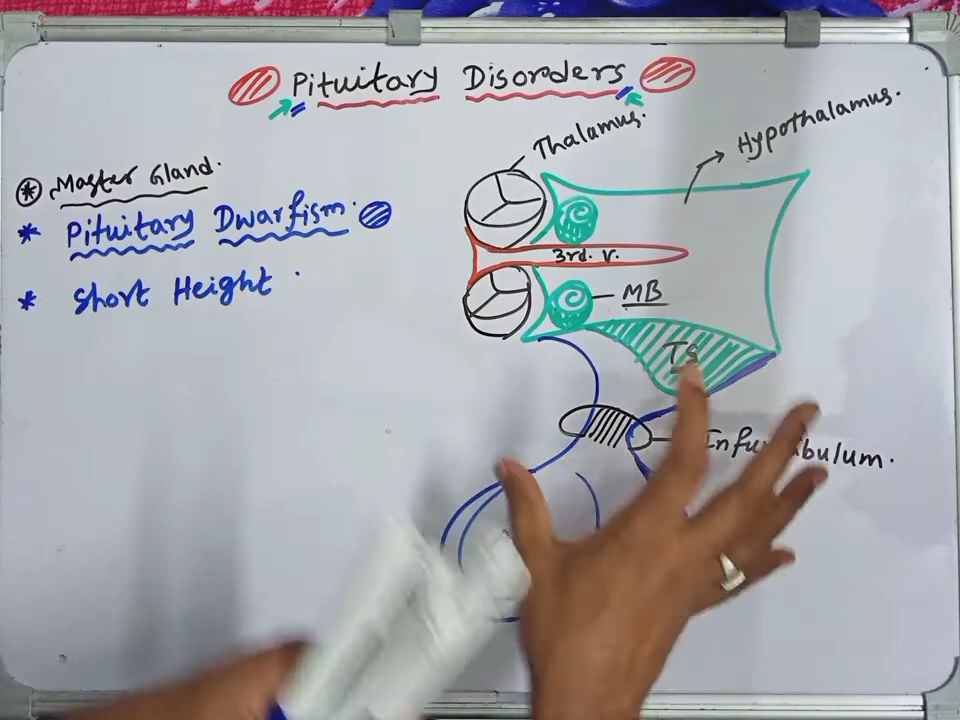 Pituitary Disorders
Master Gland.
* Pituitary Dwarfism.
* Short Height
Thalamus.
Hypothalamus.
3rd. V.
MB
TS